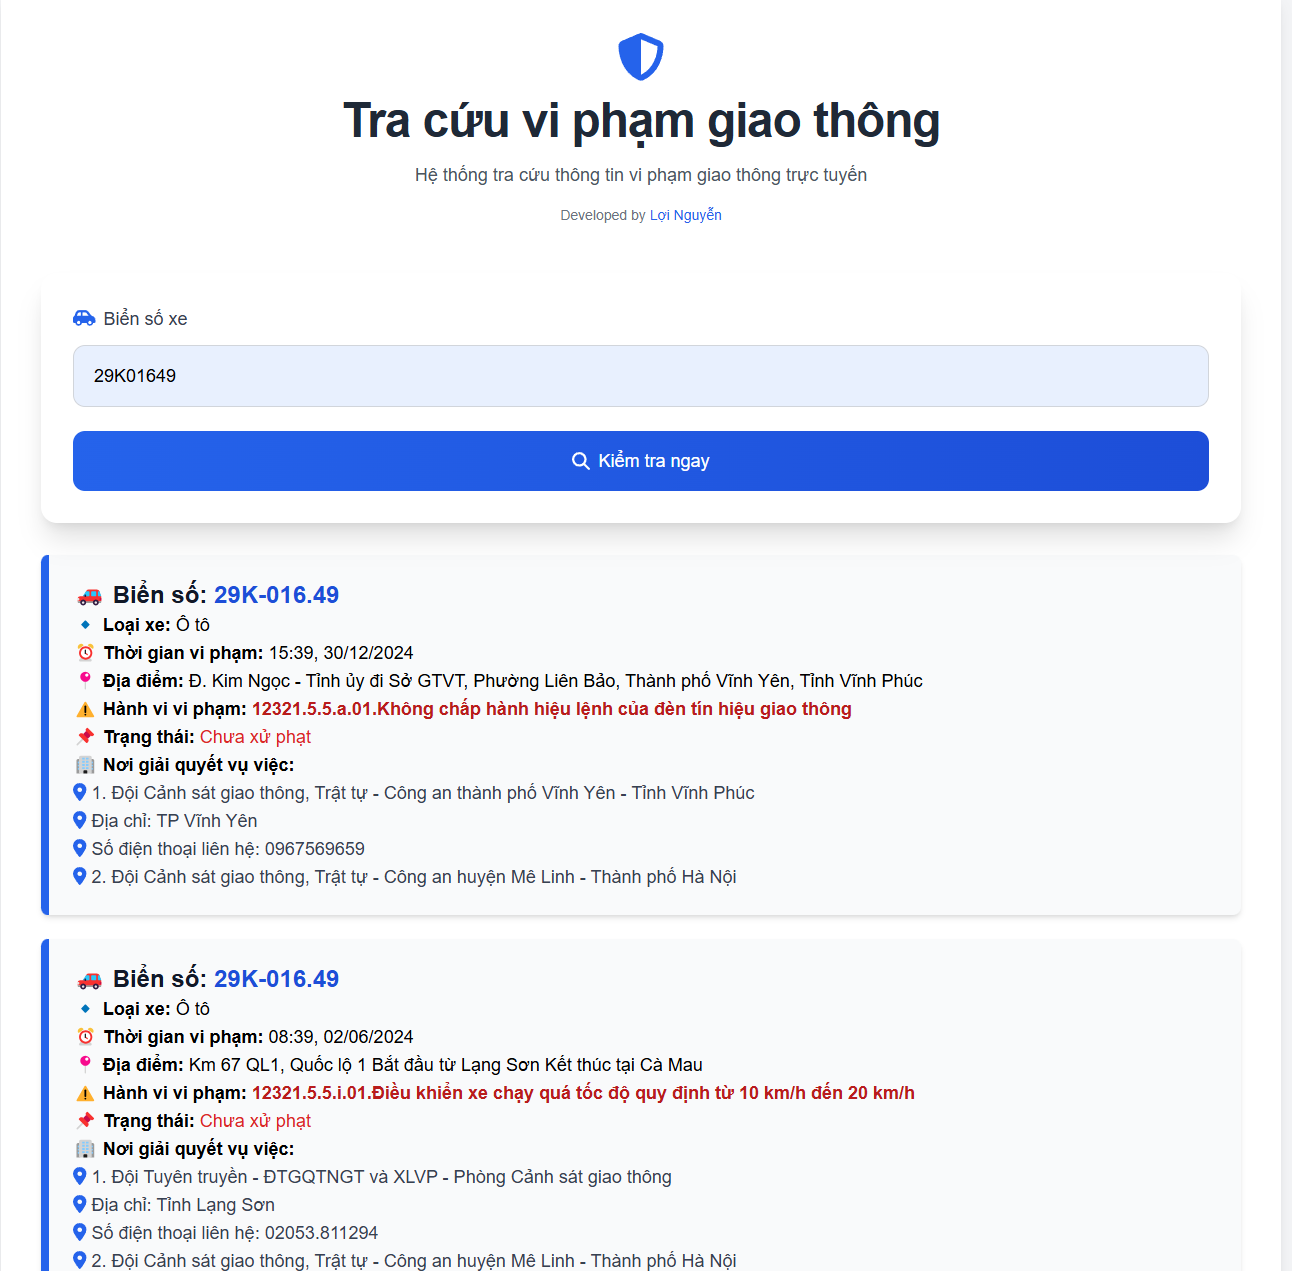 Tra cứu vi phạm giao thông
Hệ thống tra cứu thông tin vi phạm giao thông trực tuyến
Developed by Lợi Nguyễn
Biển số xe
29K01649
Kiểm tra ngay
Biển số: 29K-016.49
Loại xe: Ô tô
Thời gian vi phạm: 15:39, 30/12/2024
Địa điểm: Đ. Kim Ngọc - Tỉnh ủy đi Sở GTVT, Phường Liên Bảo, Thành phố Vĩnh Yên, Tỉnh Vĩnh Phúc
Hành vi vi phạm: 12321.5.5.a.01.Không chấp hành hiệu lệnh của đèn tín hiệu giao thông
Trạng thái: Chưa xử phạt
Nơi giải quyết vụ việc:
1. Đội Cảnh sát giao thông, Trật tự - Công an thành phố Vĩnh Yên - Tỉnh Vĩnh Phúc
Địa chỉ: TP Vĩnh Yên
Số điện thoại liên hệ: 0967569659
2. Đội Cảnh sát giao thông, Trật tự - Công an huyện Mê Linh - Thành phố Hà Nội
Biển số: 29K-016.49
Loại xe: Ô tô
Thời gian vi phạm: 08:39, 02/06/2024
Địa điểm: Km 67 QL1, Quốc lộ 1 Bắt đầu từ Lạng Sơn Kết thúc tại Cà Mau
Hành vi vi phạm: 12321.5.5.i.01.Điều khiển xe chạy quá tốc độ quy định từ 10 km/h đến 20 km/h
Trạng thái: Chưa xử phạt
Nơi giải quyết vụ việc:
1. Đội Tuyên truyền - ĐTGQTNGT và XLVP - Phòng Cảnh sát giao thông
Địa chỉ: Tỉnh Lạng Sơn
Số điện thoại liên hệ: 02053.811294
2. Đội Cảnh sát giao thông, Trật tự - Công an huyện Mê Linh - Thành phố Hà Nội